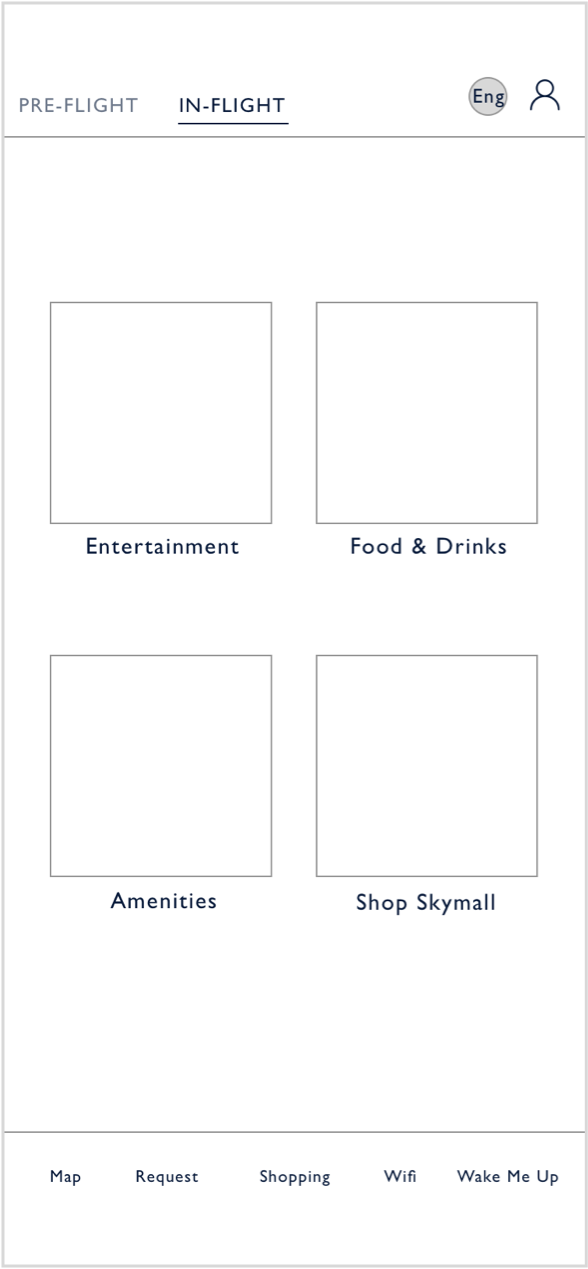 PRE-FLIGHT IN-FLIGHT Eng
Entertainment Food & Drinks
Amenities Shop Skymall
Map Request Shopping Wifi Wake Me Up